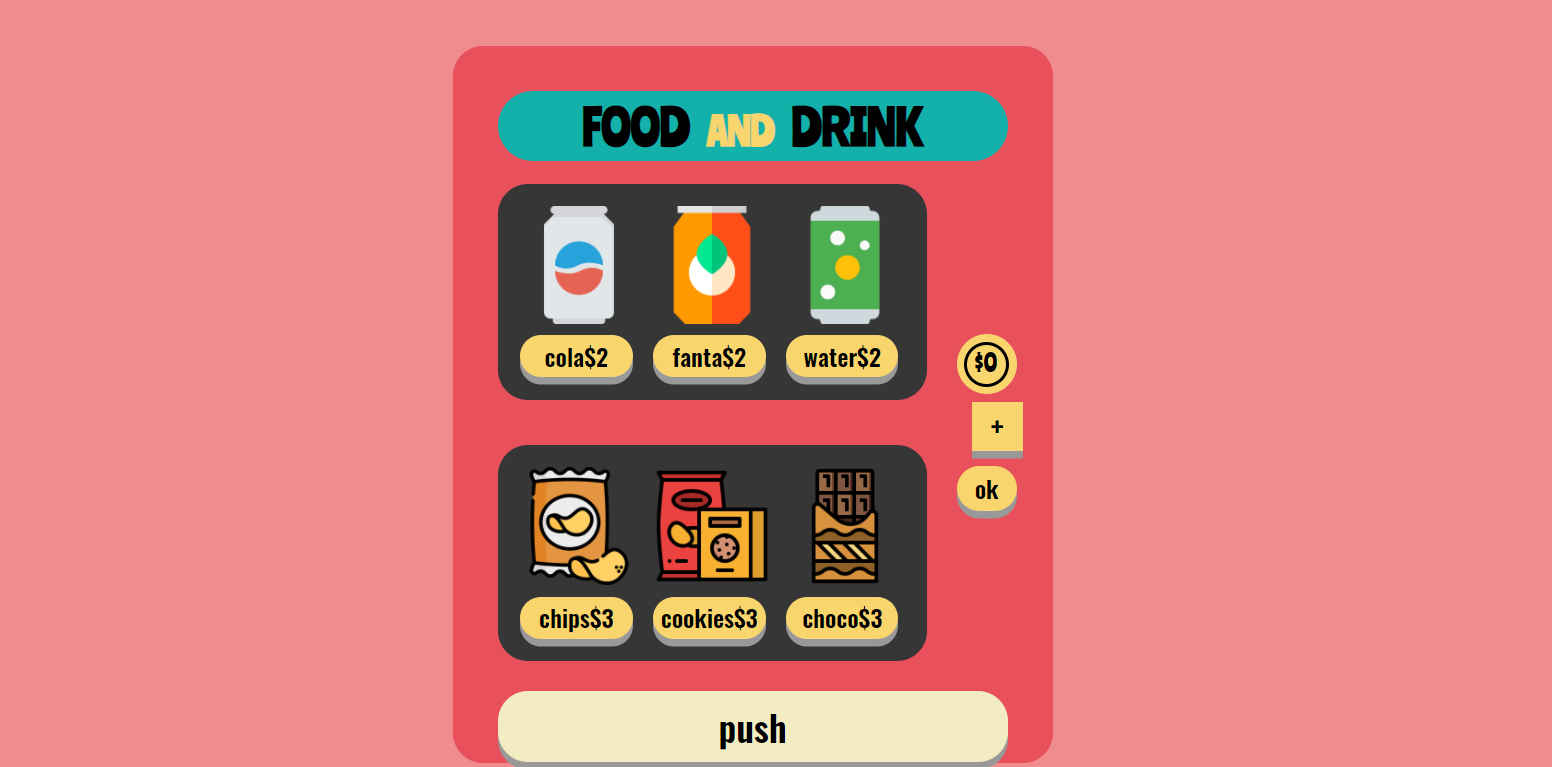 FOOD AND DRINK
cola$2 fanta$2 water$2
$0
+
ok
chips$3 cookies$3 choco$3
push